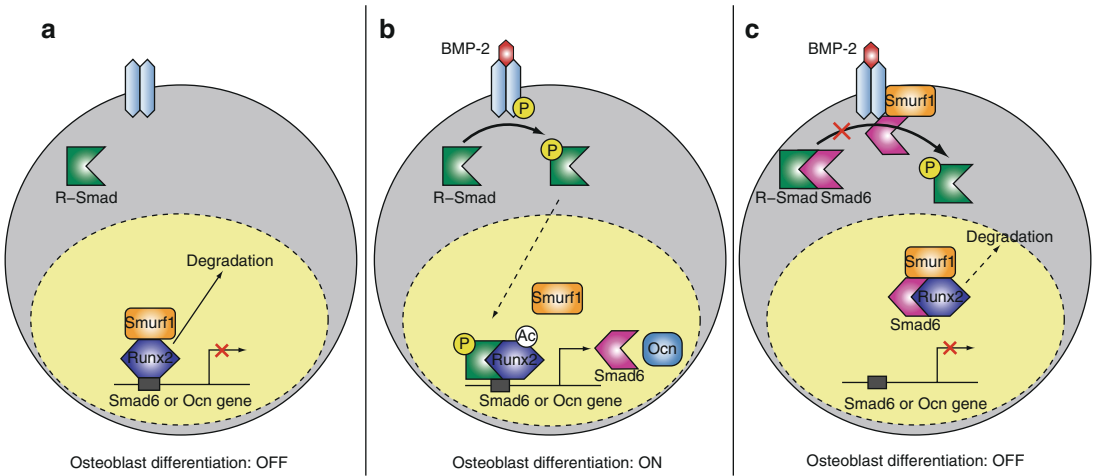 a
R–Smad
Degradation
Smurf1
Runx2
Smad6 or Ocn gene
Osteoblast differentiation: OFF
b
BMP-2
P
P
R–Smad
Smurf1
P
Ac
Runx2
Smad6
Ocn
Smad6 or Ocn gene
Osteoblast differentiation: ON
c
BMP-2
Smurf1
P
R–Smad Smad6
Degradation
Smurf1
Runx2
Smad6
Smad6 or Ocn gene
Osteoblast differentiation: OFF